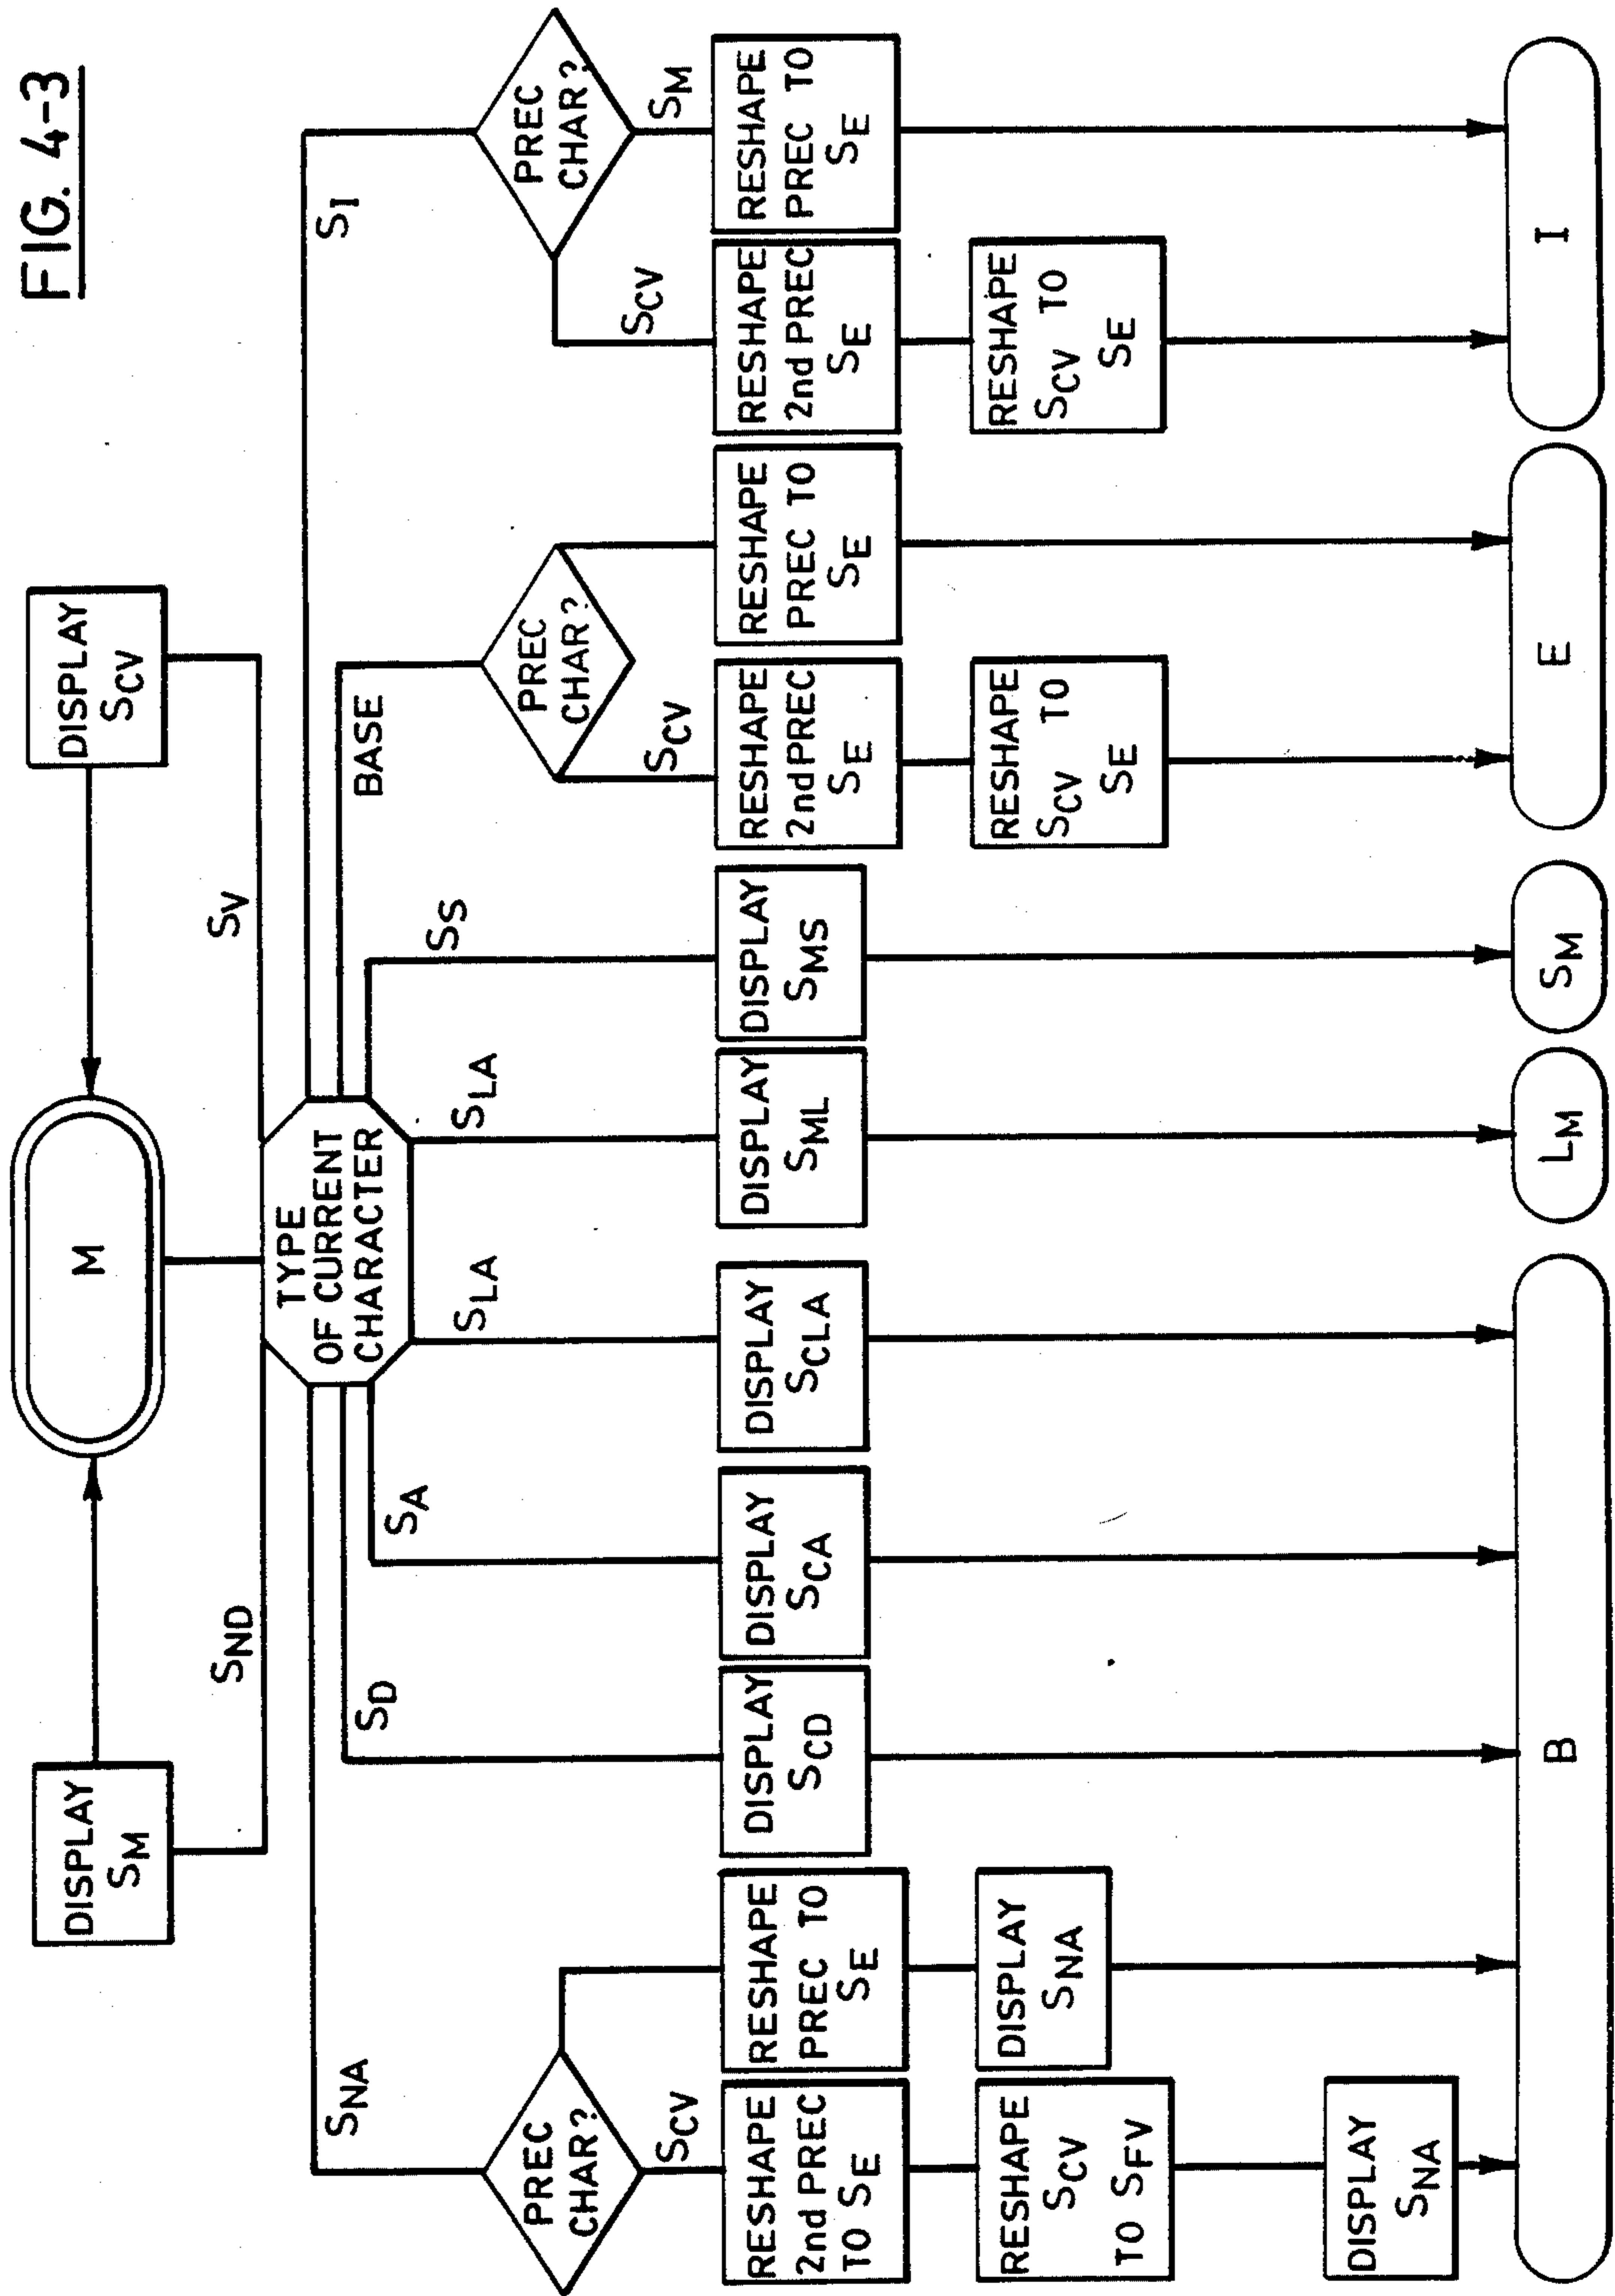 FIG. 4-3
DISPLAY
SM
M
DISPLAY
SCV
SND
SV
TYPE
OF CURRENT
CHARACTER
SNA
SD
SA
SLA
SLA
SS
BASE
SI
PREC
CHAR?
SCV
RESHAPE
2nd PREC
TO SE
RESHAPE
SCV
TO SFV
DISPLAY
SNA
RESHAPE
PREC TO
SE
DISPLAY
SNA
DISPLAY
SCD
DISPLAY
SCA
DISPLAY
SCLA
DISPLAY
SML
DISPLAY
SMS
PREC
CHAR?
SCV
RESHAPE
2nd PREC
SE
RESHAPE
SCV TO
SE
RESHAPE
PREC TO
SE
PREC
CHAR?
SCV
SM
RESHAPE
2nd PREC
SE
RESHAPE
SCV TO
SE
RESHAPE
PREC TO
SE
B
LM
SM
E
I